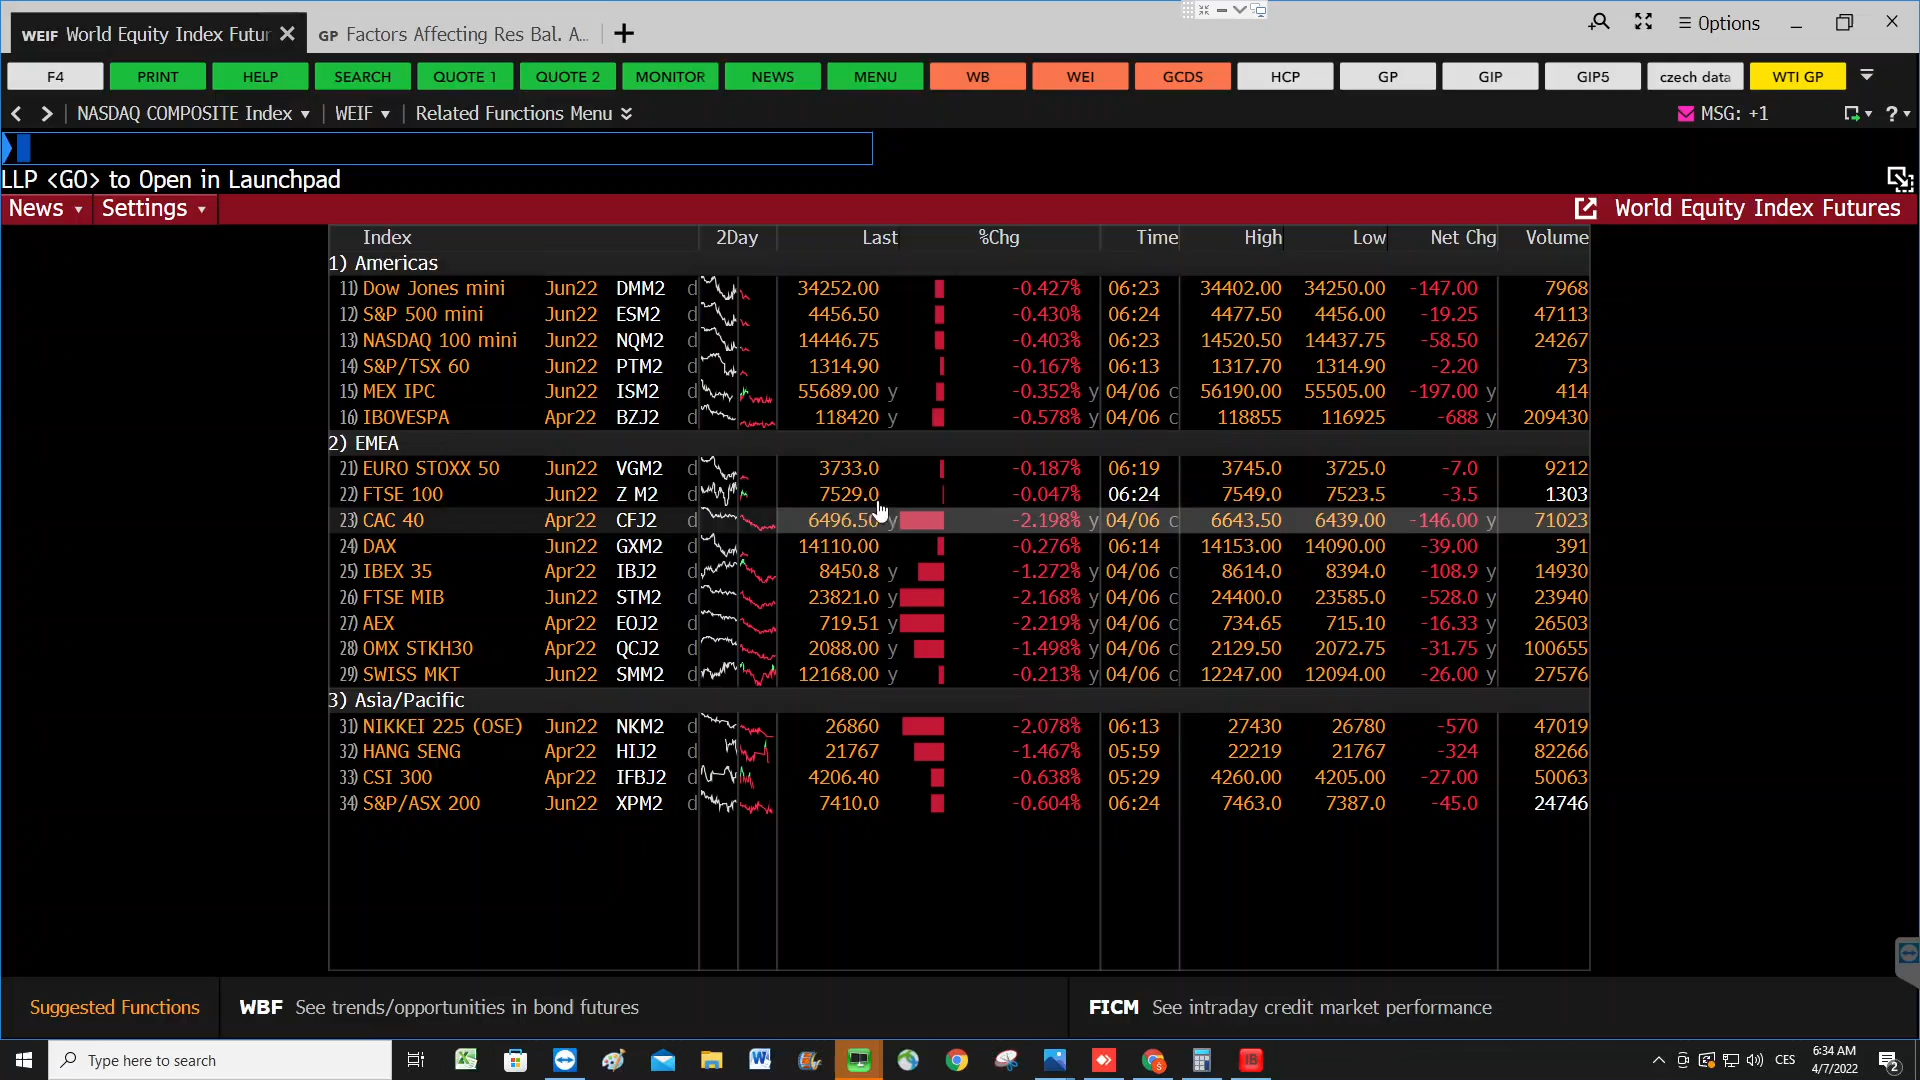 WEIF World Equity Index Futur
GP Factors Affecting Res Bal. A...
Options
F4 PRINT HELP SEARCH QUOTE 1 QUOTE 2 MONITOR NEWS MENU WB WEI GCDS HCP GP GIP GIP5 czech data WTI GP
NASDAQ COMPOSITE Index WEIF Related Functions Menu MSG: +1 ?
LLP <GO> to Open in Launchpad
News Settings World Equity Index Futures
Index 2Day Last %Chg Time High Low Net Chg Volume
1) Americas
11) Dow Jones mini Jun22 DMM2 d 34252.00 -0.427% 06:23 34402.00 34250.00 -147.00 7968
12) S&P 500 mini Jun22 ESM2 d 4456.50 -0.430% 06:24 4477.50 4456.00 -19.25 47113
13) NASDAQ 100 mini Jun22 NQM2 d 14446.75 -0.403% 06:23 14520.50 14437.75 -58.50 24267
14) S&P/TSX 60 Jun22 PTM2 d 1314.90 -0.167% 06:13 1317.70 1314.90 -2.20 73
15) MEX IPC Jun22 ISM2 d 55689.00 y -0.352% y 04/06 c 56190.00 55505.00 -197.00 y 414
16) IBOVESPA Apr22 BZJ2 d 118420 y -0.578% y 04/06 c 118855 116925 -688 y 209430
2) EMEA
21) EURO STOXX 50 Jun22 VGM2 d 3733.0 -0.187% 06:19 3745.0 3725.0 -7.0 9212
22) FTSE 100 Jun22 Z M2 d 7529.0 -0.047% 06:24 7549.0 7523.5 -3.5 1303
23) CAC 40 Apr22 CFJ2 d 6496.50 y -2.198% y 04/06 c 6643.50 6439.00 -146.00 y 71023
24) DAX Jun22 GXM2 d 14110.00 -0.276% 06:14 14153.00 14090.00 -39.00 391
25) IBEX 35 Apr22 IBJ2 d 8450.8 y -1.272% y 04/06 c 8614.0 8394.0 -108.9 y 14930
26) FTSE MIB Jun22 STM2 d 23821.0 y -2.168% y 04/06 c 24400.0 23585.0 -528.0 y 23940
27) AEX Apr22 EOJ2 d 719.51 y -2.219% y 04/06 c 734.65 715.10 -16.33 y 26503
28) OMX STKH30 Apr22 QCJ2 d 2088.00 y -1.498% y 04/06 c 2129.50 2072.75 -31.75 y 100655
29) SWISS MKT Jun22 SMM2 d 12168.00 y -0.213% y 04/06 c 12247.00 12094.00 -26.00 y 27576
3) Asia/Pacific
31) NIKKEI 225 (OSE) Jun22 NKM2 d 26860 -2.078% 06:13 27430 26780 -570 47019
32) HANG SENG Apr22 HIJ2 d 21767 -1.467% 05:59 22219 21767 -324 82266
33) CSI 300 Apr22 IFBJ2 d 4206.40 -0.638% 05:29 4260.00 4205.00 -27.00 50063
34) S&P/ASX 200 Jun22 XPM2 d 7410.0 -0.604% 06:24 7463.0 7387.0 -45.0 24746
Suggested Functions WBF See trends/opportunities in bond futures FICM See intraday credit market performance
Type here to search CES 6:34 AM
4/7/2022
2